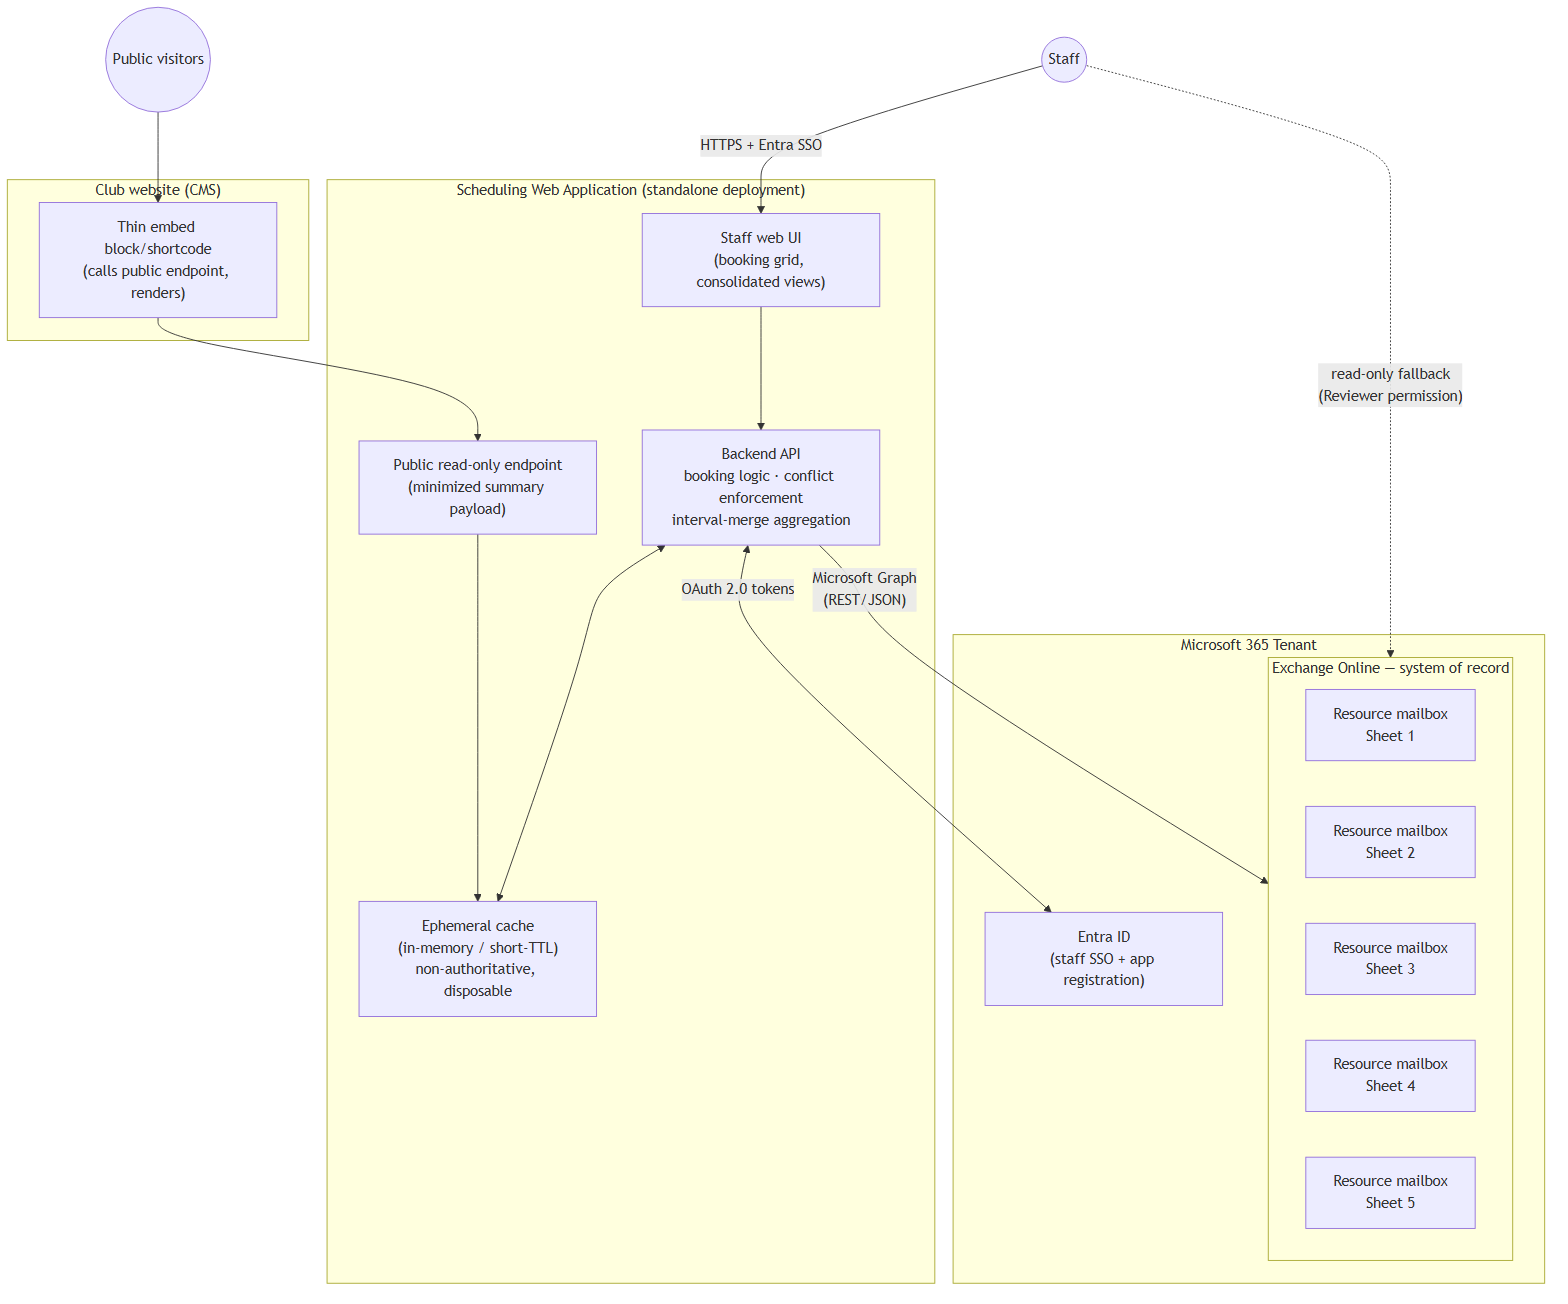 Public visitors
Staff
HTTPS + Entra SSO
Club website (CMS)
Thin embed
block/shortcode
(calls public endpoint,
renders)
Scheduling Web Application (standalone deployment)
Staff web UI
(booking grid,
consolidated views)
read-only fallback
(Reviewer permission)
Public read-only endpoint
(minimized summary
payload)
Backend API
booking logic · conflict
enforcement
interval-merge aggregation
OAuth 2.0 tokens
Microsoft Graph
(REST/JSON)
Ephemeral cache
(in-memory / short-TTL)
non-authoritative,
disposable
Microsoft 365 Tenant
Exchange Online — system of record
Resource mailbox
Sheet 1
Resource mailbox
Sheet 2
Resource mailbox
Sheet 3
Resource mailbox
Sheet 4
Resource mailbox
Sheet 5
Entra ID
(staff SSO + app
registration)